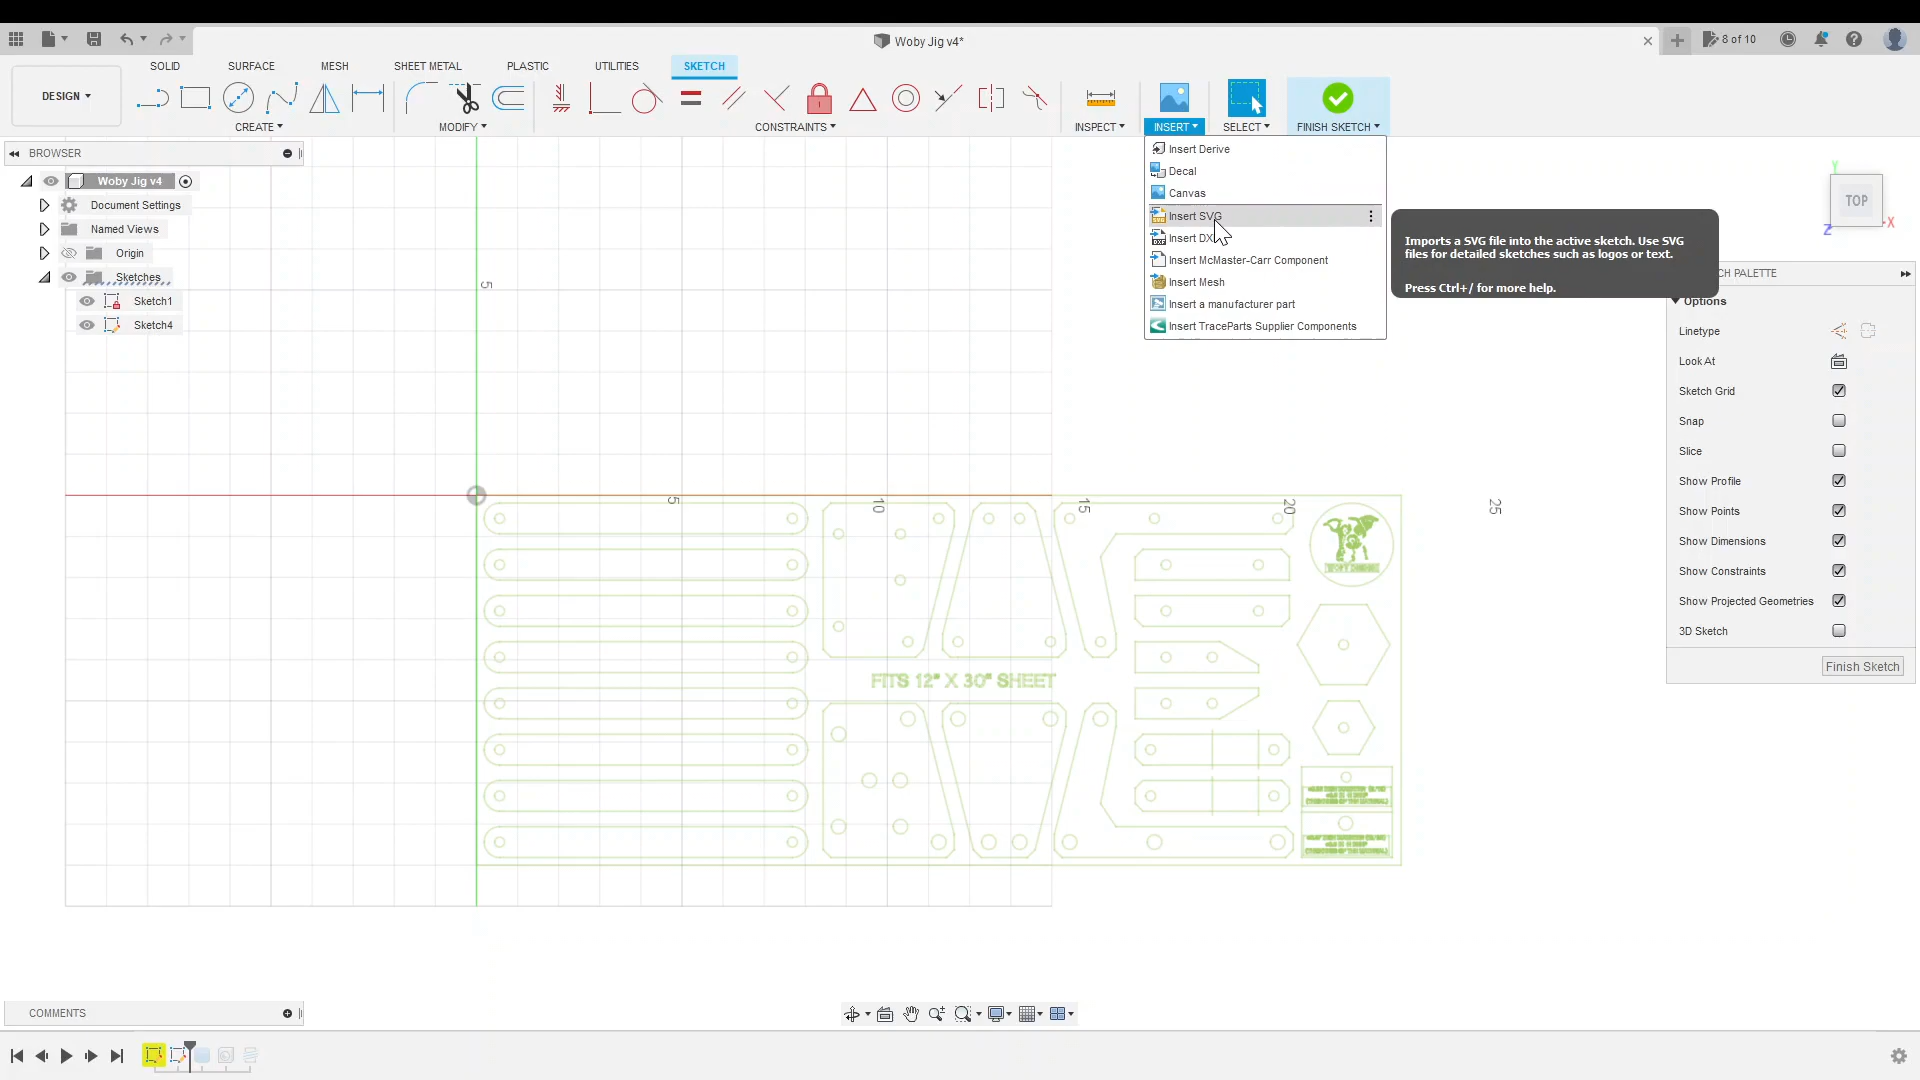 Woby Jig v4*
8 of 10
SOLID
SURFACE
MESH
SHEET METAL
PLASTIC
UTILITIES
SKETCH
DESIGN
CREATE
MODIFY
CONSTRAINTS
INSPECT
INSERT
SELECT
FINISH SKETCH
BROWSER
Woby Jig v4
Document Settings
Named Views
Origin
Sketches
Sketch1
Sketch4
Insert Derive
Decal
Canvas
Insert SVG
Insert McMaster-Carr Component
Insert Mesh
Insert a manufacturer part
Insert TraceParts Supplier Components
Imports a SVG file into the active sketch. Use SVG
files for detailed sketches such as logos or text.
Press Ctrl+/ for more help.
TOP
Y
X
Z
PALETTE
Options
Linetype
Look At
Sketch Grid
Snap
Slice
Show Profile
Show Points
Show Dimensions
Show Constraints
Show Projected Geometries
3D Sketch
Finish Sketch
5
5
10
15
20
25
FITS 12" X 30" SHEET
COMMENTS